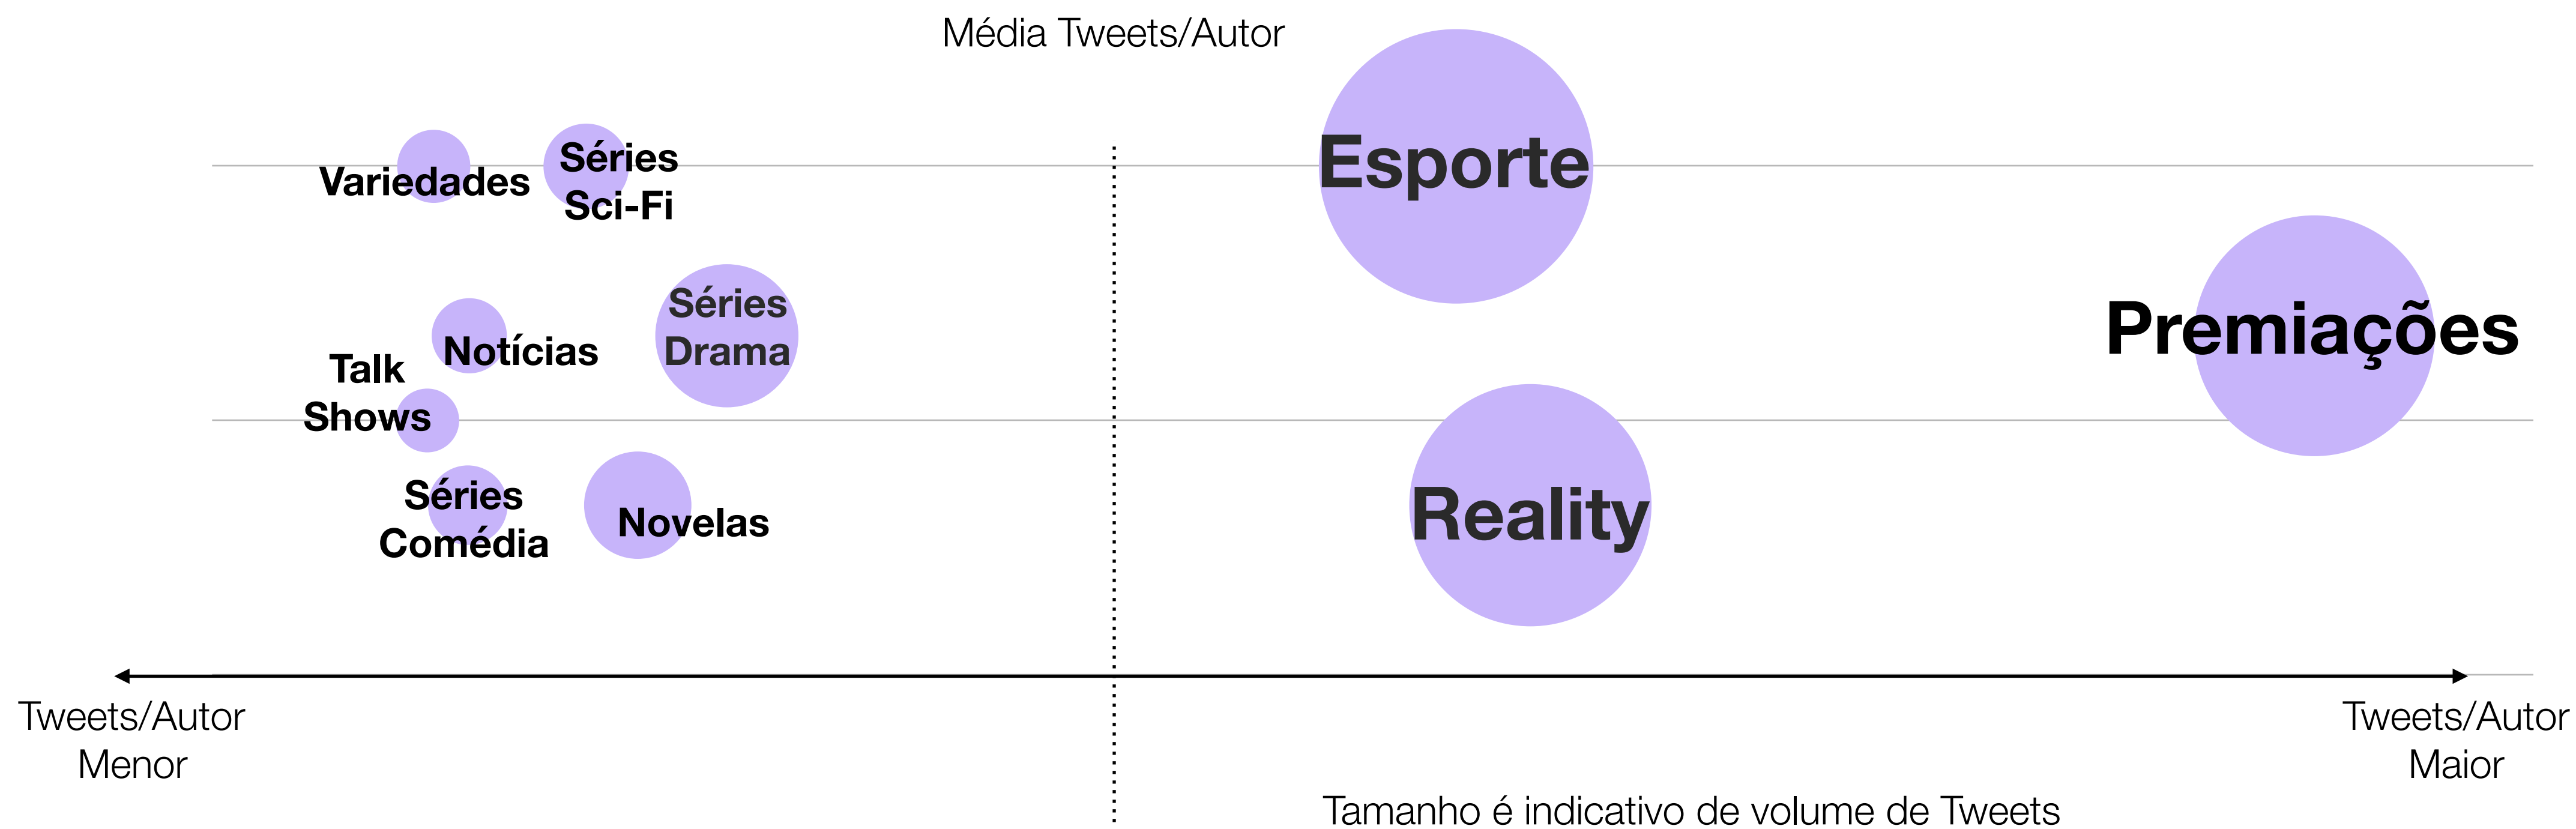 Média Tweets/Autor
Variedades
Séries
Sci-Fi
Esporte
Notícias
Séries
Drama
Premiações
Talk
Shows
Séries
Comédia
Novelas
Reality
Tweets/Autor
Menor
Tweets/Autor
Maior
Tamanho é indicativo de volume de Tweets